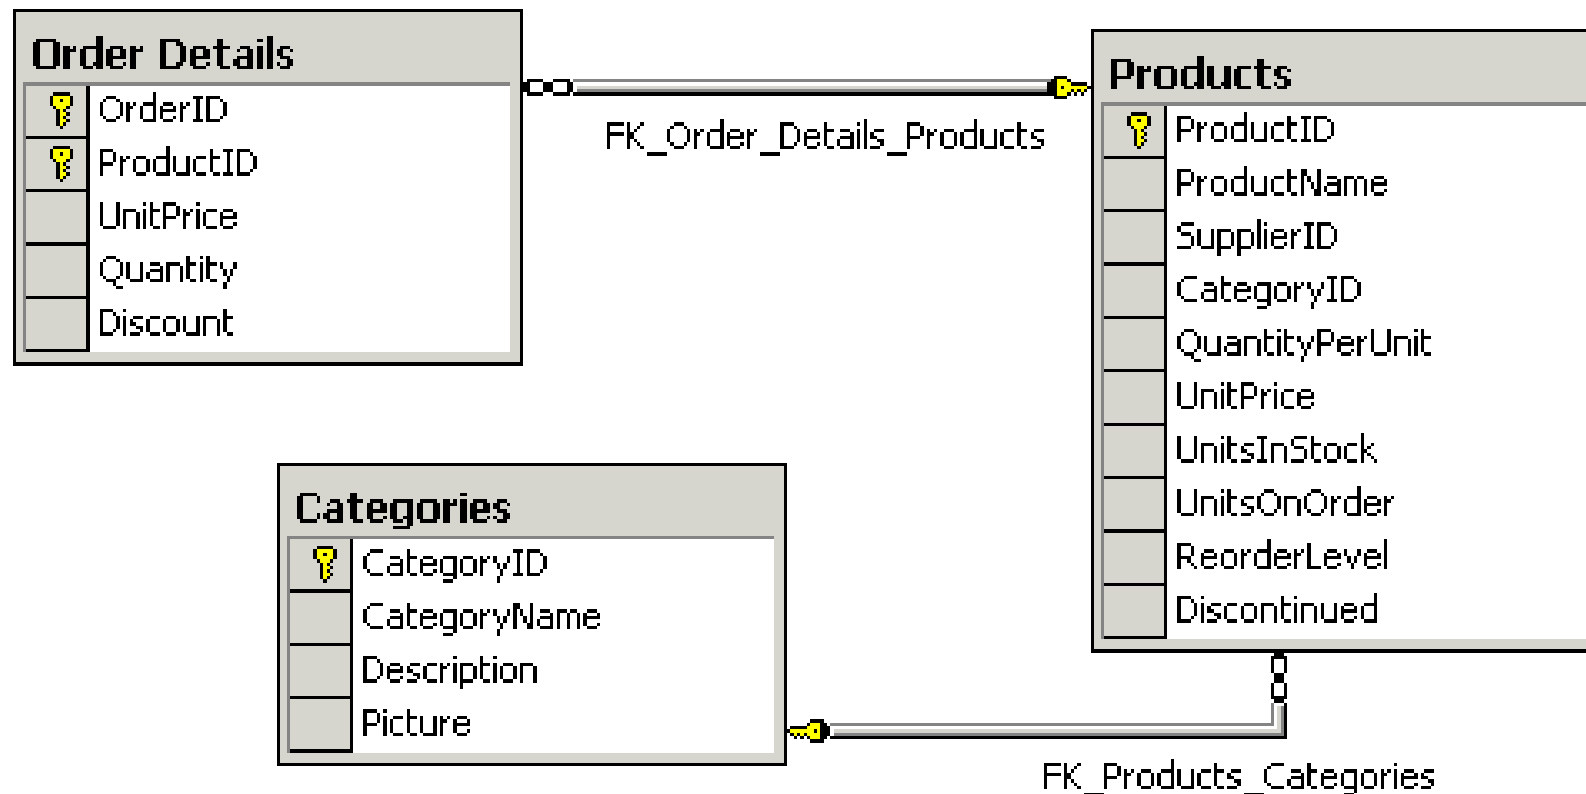 Order Details
OrderID
ProductID
UnitPrice
Quantity
Discount
FK_Order_Details_Products
Products
ProductID
ProductName
SupplierID
CategoryID
QuantityPerUnit
UnitPrice
UnitsInStock
UnitsOnOrder
ReorderLevel
Discontinued
Categories
CategoryID
CategoryName
Description
Picture
FK_Products_Categories